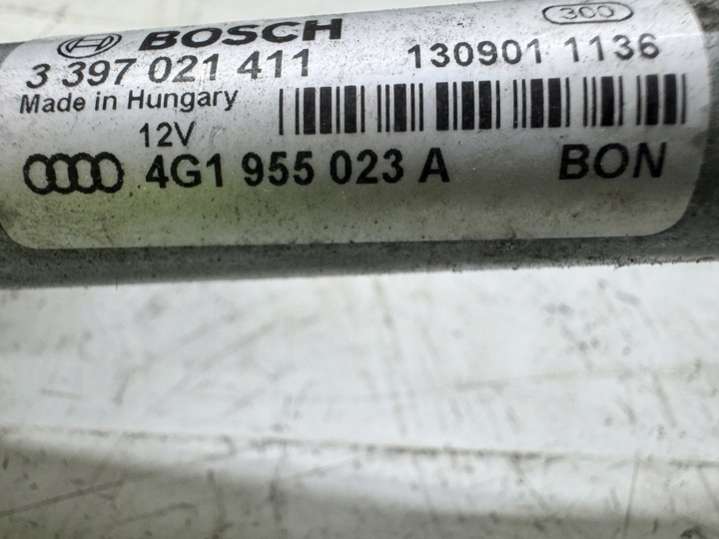 BOSCH 300
3 397 021 411 130901 1136
Made in Hungary
12V
4G1 955 023 A BON